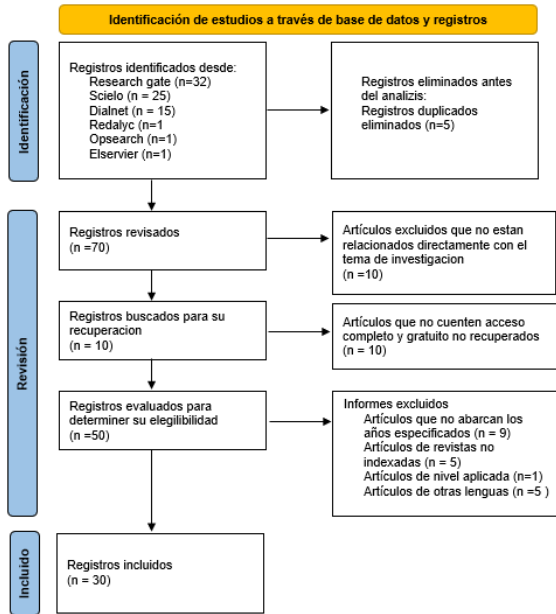 Identificación de estudios a través de base de datos y registros
Identificación
Registros identificados desde:
Research gate (n=32)
Scielo (n = 25)
Dialnet (n = 15)
Redalyc (n=1
Opsearch (n=1)
Elservier (n=1)
Registros eliminados antes
del analizis:
Registros duplicados
eliminados (n=5)
Revisión
Registros revisados
(n =70)
Artículos excluidos que no estan
relacionados directamente con el
tema de investigacion
(n =10)
Registros buscados para su
recuperacion
(n = 10)
Artículos que no cuenten acceso
completo y gratuito no recuperados
(n = 10)
Registros evaluados para
determiner su elegilibilidad
(n =50)
Informes excluidos
Artículos que no abarcan los
años especificados (n = 9)
Artículos de revistas no
indexadas (n = 5)
Artículos de nivel aplicada (n=1)
Artículos de otras lenguas (n =5 )
Incluido
Registros incluidos
(n = 30)